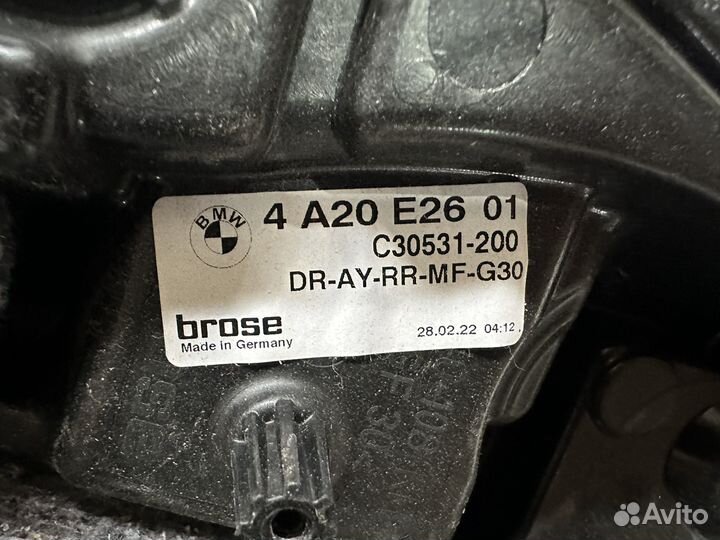 BMW
4 A20 E26 01
C30531-200
DR-AY-RR-MF-G30
brose
Made in Germany
28.02.22 04:12
Avito